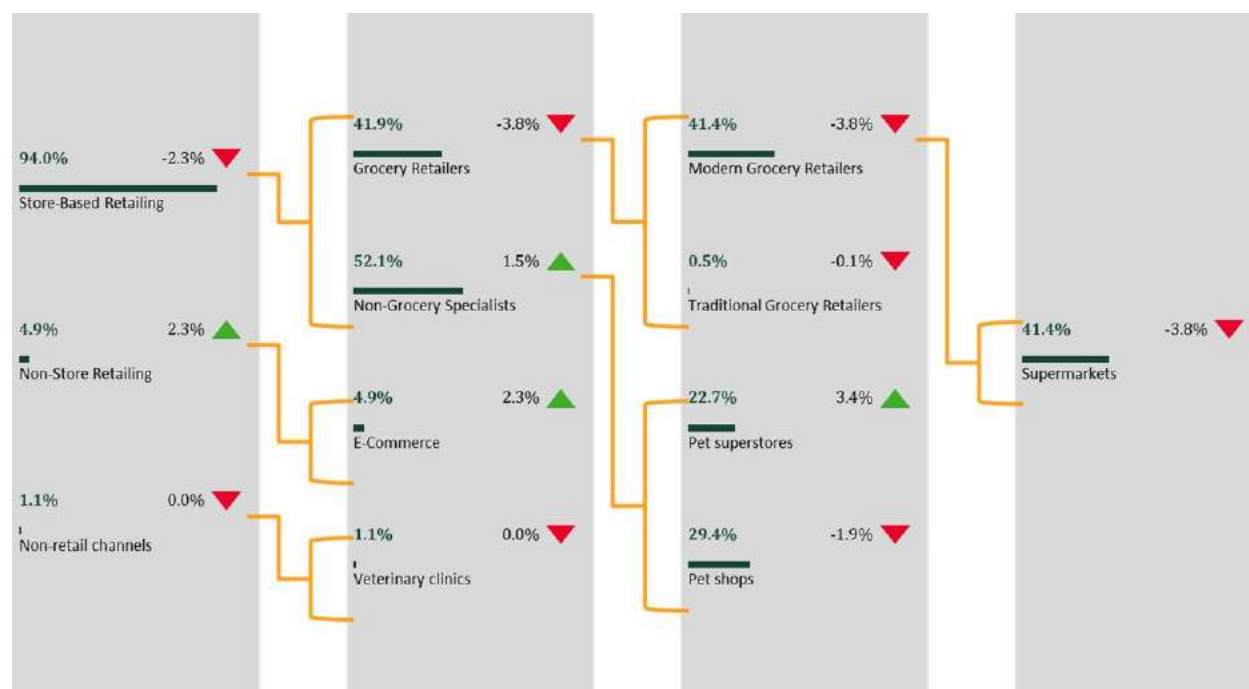 94.0% -2.3%
Store-Based Retailing
4.9% 2.3%
Non-Store Retailing
1.1% 0.0%
Non-retail channels
41.9% -3.8%
Grocery Retailers
52.1% 1.5%
Non-Grocery Specialists
4.9% 2.3%
E-Commerce
1.1% 0.0%
Veterinary clinics
41.4% -3.8%
Modern Grocery Retailers
0.5% -0.1%
Traditional Grocery Retailers
22.7% 3.4%
Pet superstores
29.4% -1.9%
Pet shops
41.4% -3.8%
Supermarkets